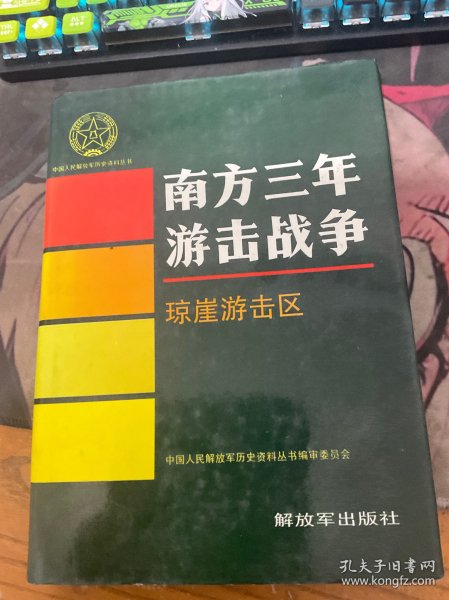 中国人民解放军历史资料丛书
南方三年
游击战争
琼崖游击区
中国人民解放军历史资料丛书编审委员会
解放军出版社
孔夫子旧书网
www.kongfz.com